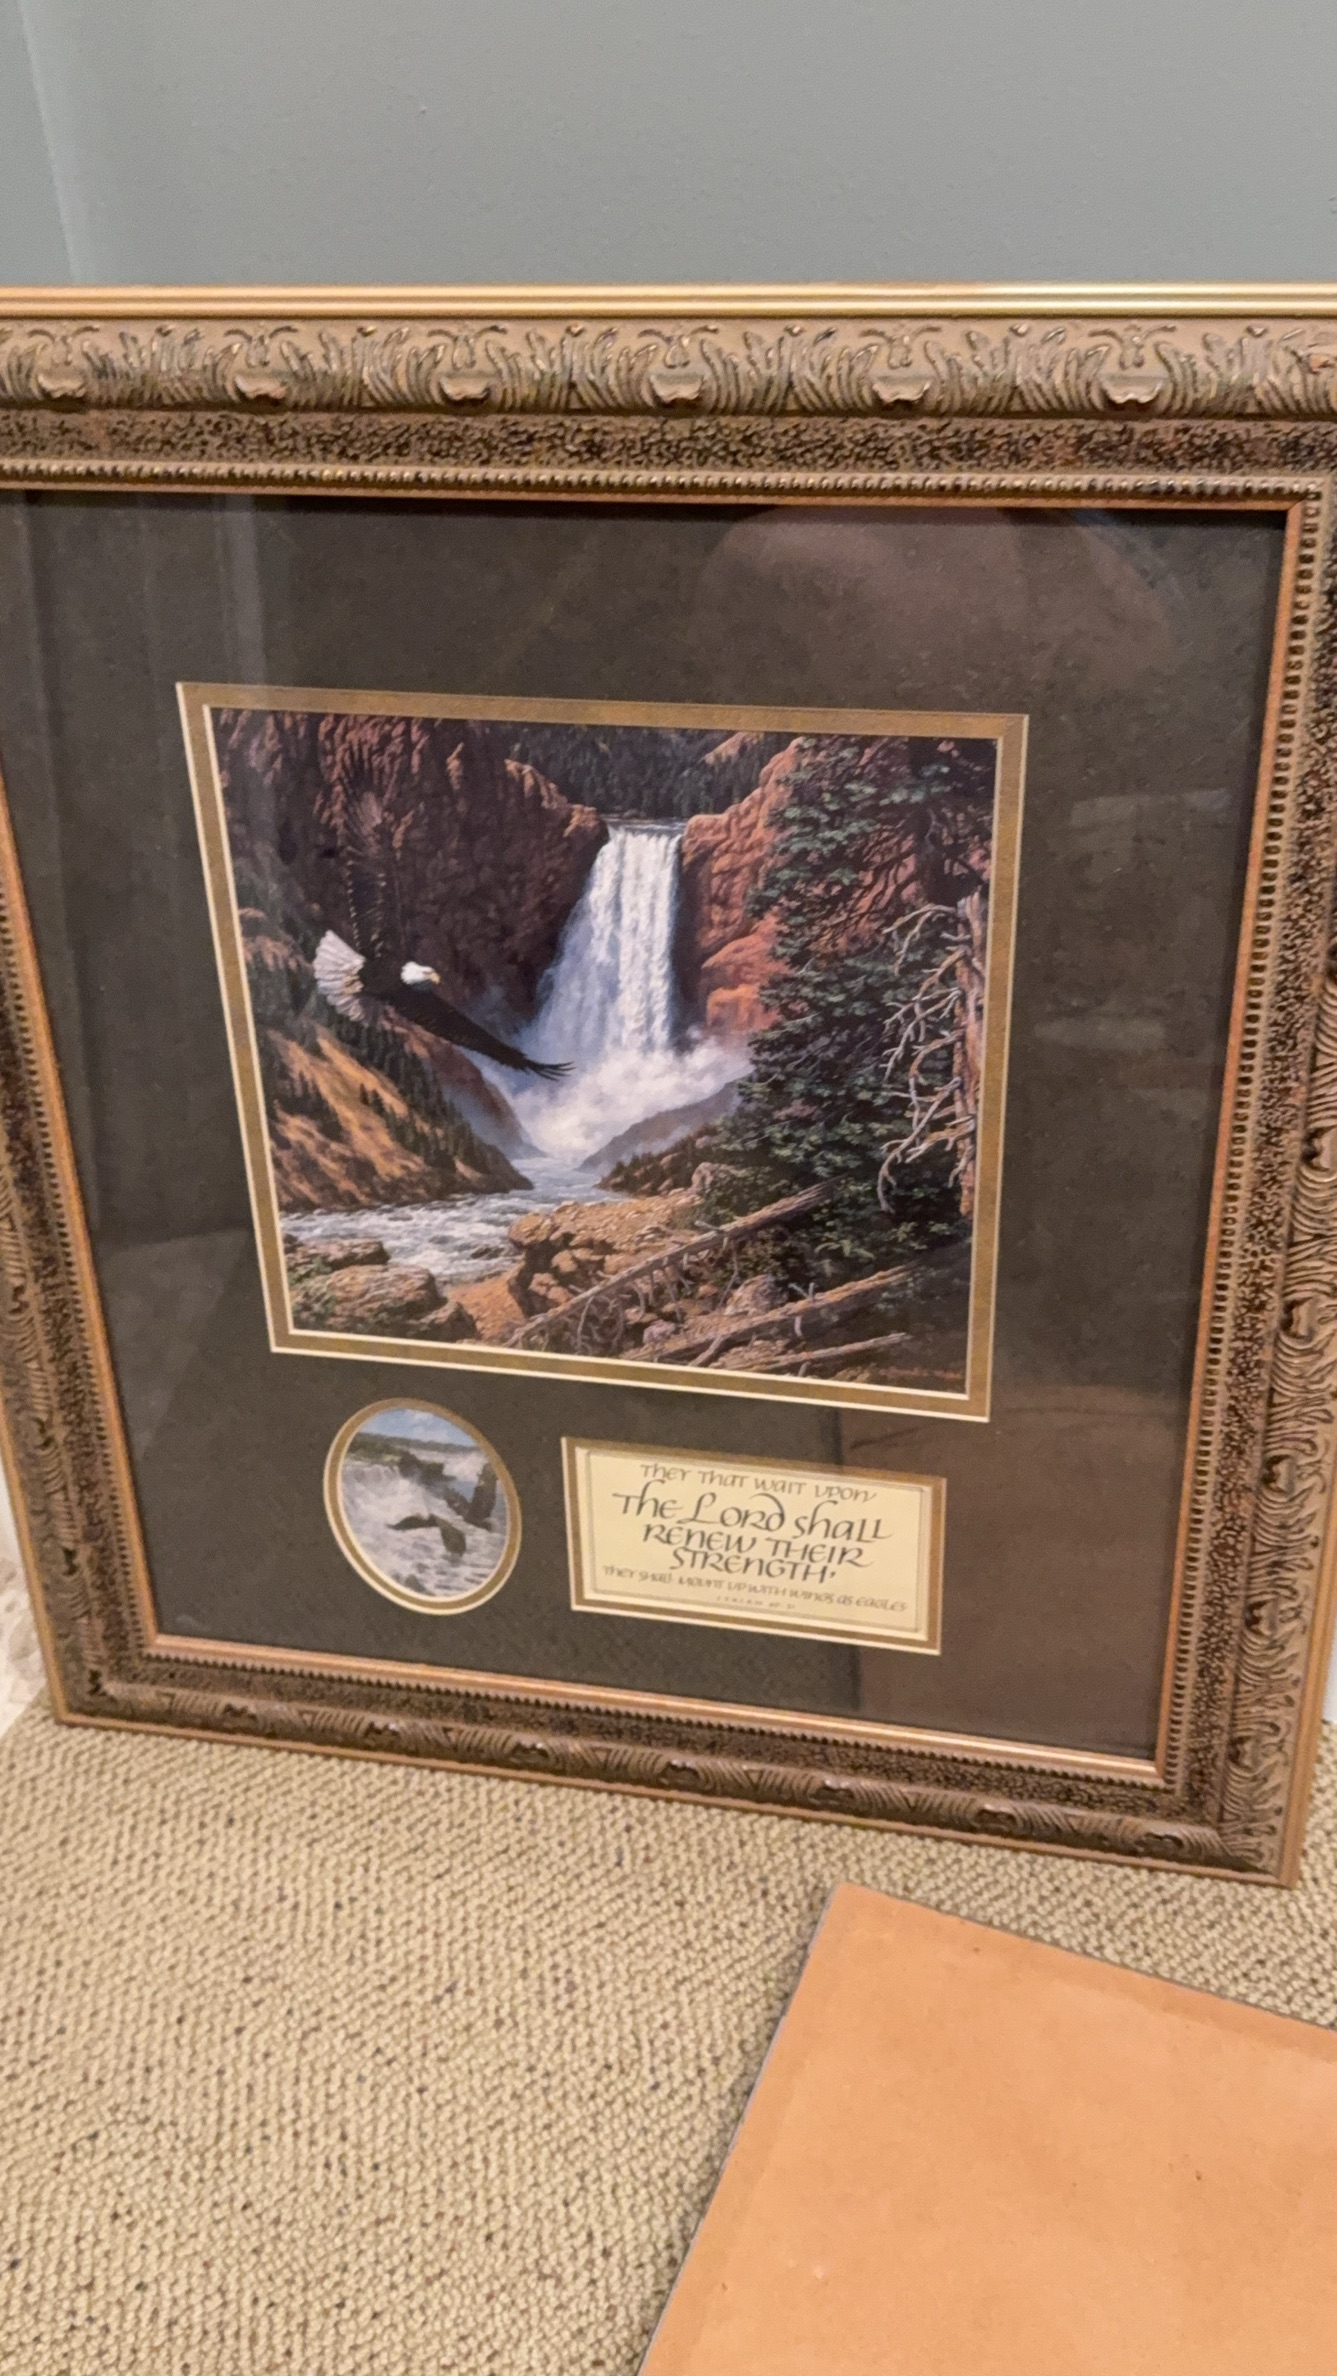 They that wait upon
The Lord shall
renew their
strength,
they shall mount up with wings as eagles